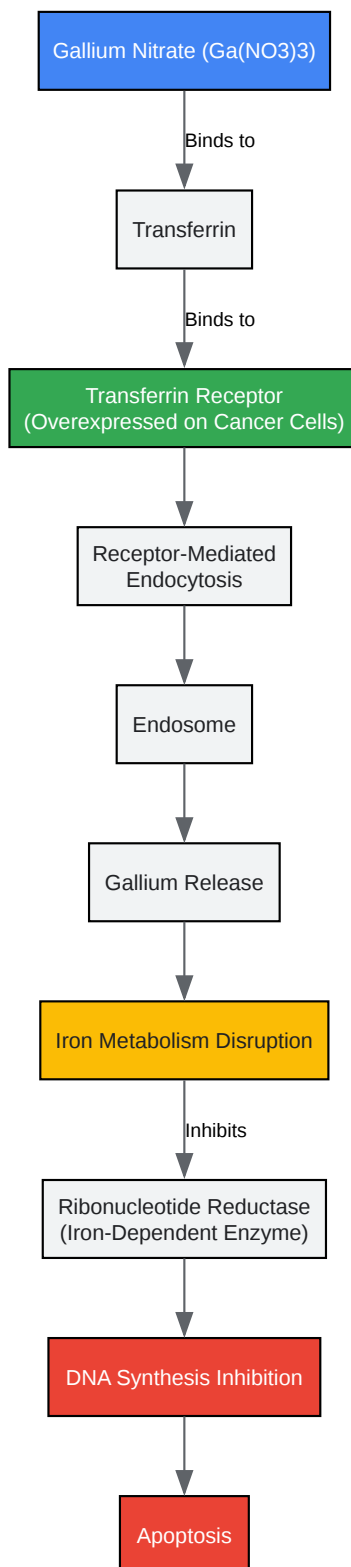 Gallium Nitrate (Ga(NO3)3)
Binds to
Transferrin
Binds to
Transferrin Receptor
(Overexpressed on Cancer Cells)
Receptor-Mediated
Endocytosis
Endosome
Gallium Release
Iron Metabolism Disruption
Inhibits
Ribonucleotide Reductase
(Iron-Dependent Enzyme)
DNA Synthesis Inhibition
Apoptosis